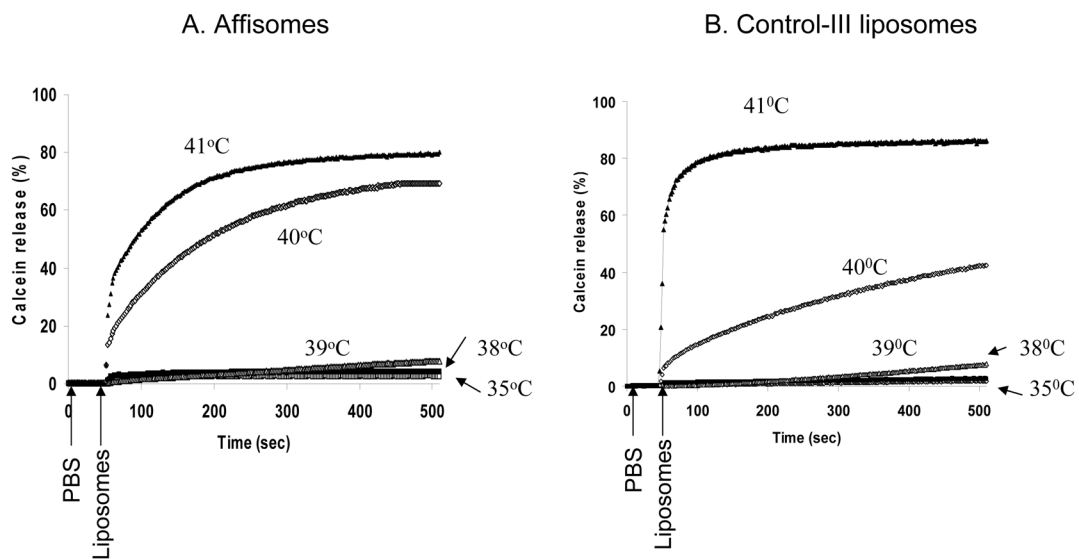 A. Affisomes
100
80
60
40
20
0
Calcein release (%)
41°C
40°C
39°C
38°C
35°C
0 100 200 300 400 500
Time (sec)
PBS
Liposomes
B. Control-III liposomes
100
80
60
40
20
0
Calcein release (%)
41⁰C
40⁰C
39⁰C
38⁰C
35⁰C
0 100 200 300 400 500
Time (sec)
PBS
Liposomes